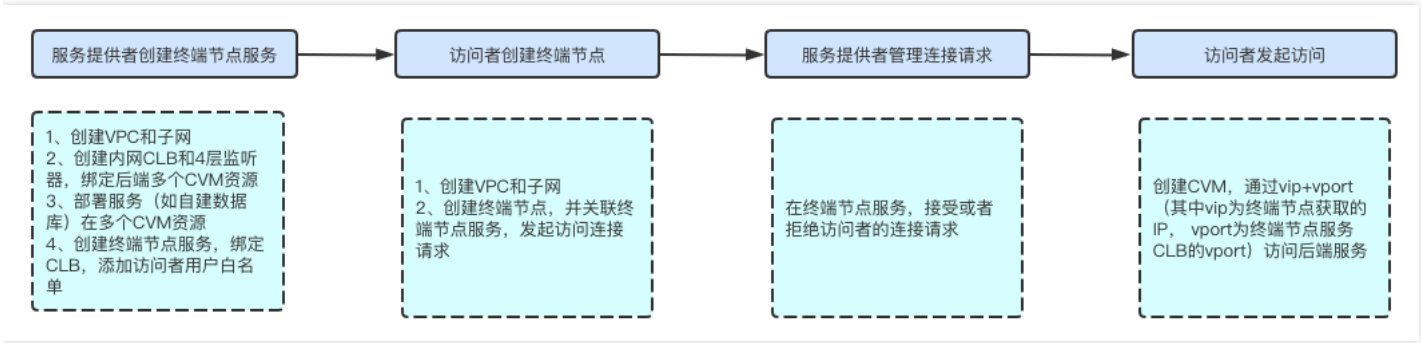 服务提供者创建终端节点服务
访问者创建终端节点
服务提供者管理连接请求
访问者发起访问
1、创建VPC和子网
2、创建内网CLB和4层监听
器，绑定后端多个CVM资源
3、部署服务（如自建数据
库）在多个CVM资源
4、创建终端节点服务，绑定
CLB，添加访问者用户白名
单
1、创建VPC和子网
2、创建终端节点，并关联终
端节点服务，发起访问连接
请求
在终端节点服务，接受或者
拒绝访问者的连接请求
创建CVM，通过vip+vport
（其中vip为终端节点获取的
IP， vport为终端节点服务
CLB的vport）访问后端服务